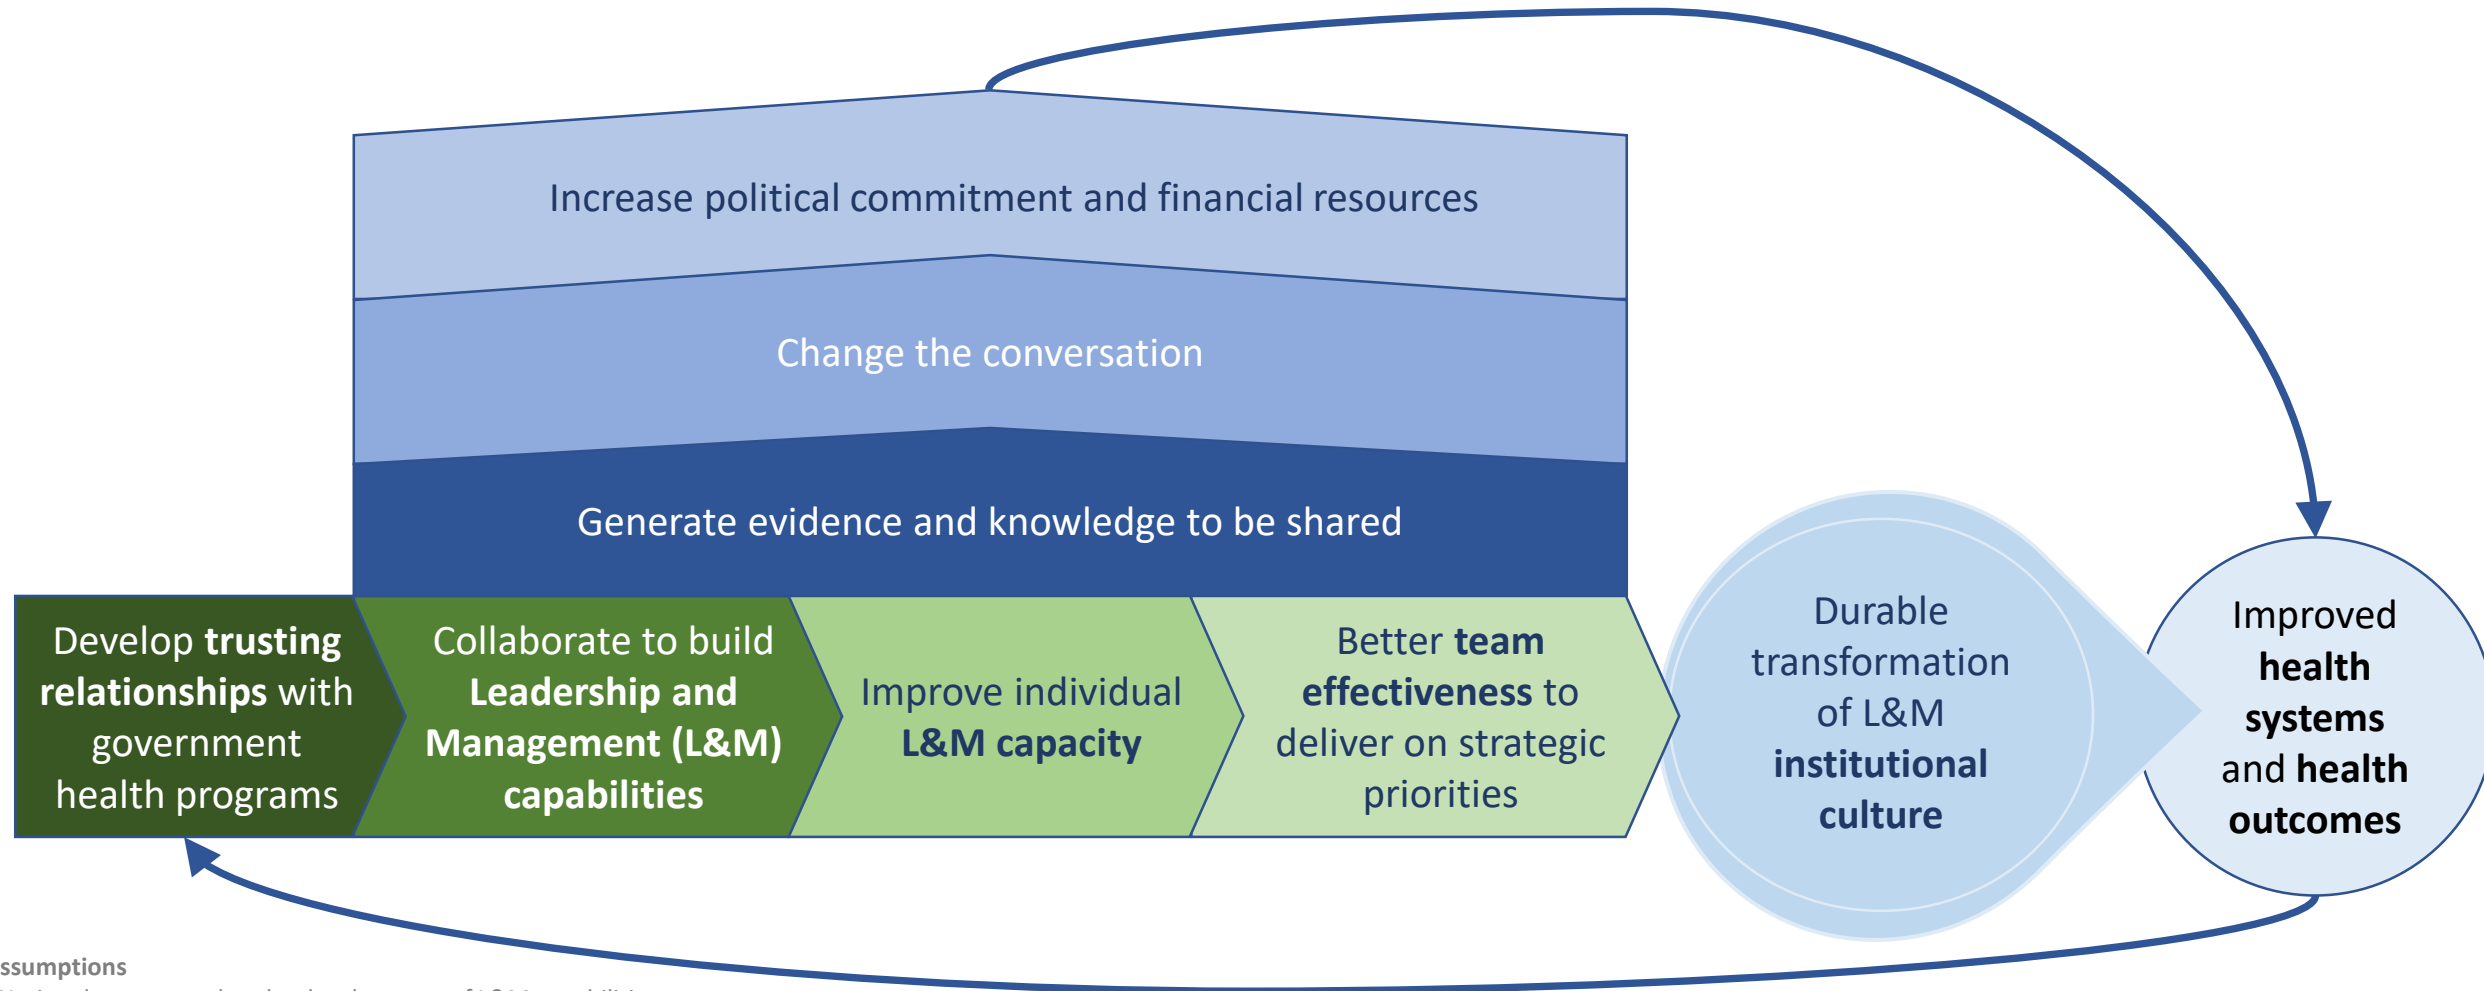 Increase political commitment and financial resources
Change the conversation
Generate evidence and knowledge to be shared
Develop trusting
relationships with
government
health programs
Collaborate to build
Leadership and
Management (L&M)
capabilities
Improve individual
L&M capacity
Better team
effectiveness to
deliver on strategic
priorities
Durable
transformation
of L&M
institutional
culture
Improved
health
systems
and health
outcomes
ssumptions